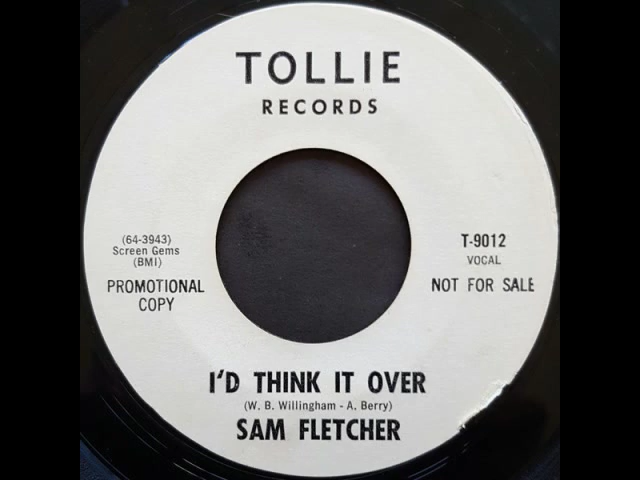 TOLLIE
RECORDS
(64-3943)
Screen Gems
(BMI)
PROMOTIONAL
COPY
T-9012
VOCAL
NOT FOR SALE
I'D THINK IT OVER
(W. B. Willingham - A. Berry)
SAM FLETCHER